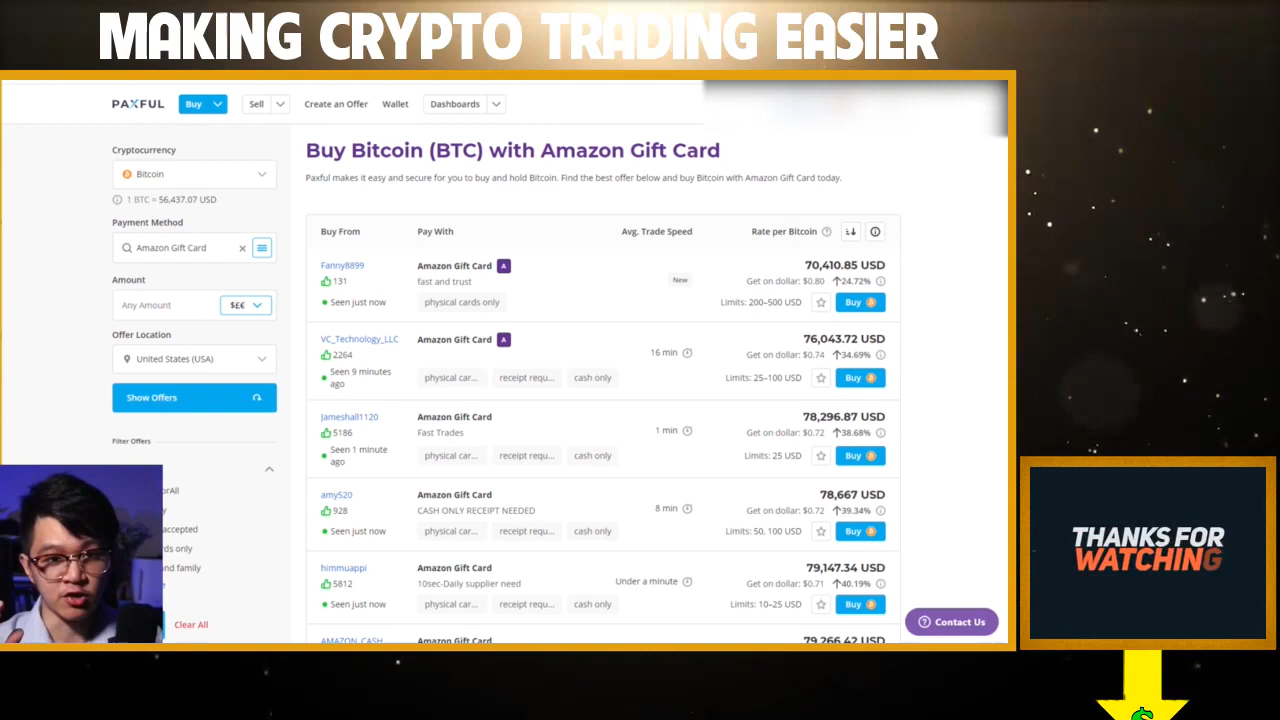 MAKING CRYPTO TRADING EASIER
PAXFUL Buy Sell Create an Offer Wallet Dashboards
Cryptocurrency
Bitcoin
1 BTC = 56,437.07 USD
Payment Method
Amazon Gift Card
Amount
Any Amount $££
Offer Location
United States (USA)
Show Offers
Filter Offers
accepted
Clear All
Buy Bitcoin (BTC) with Amazon Gift Card
Paxful makes it easy and secure for you to buy and hold Bitcoin. Find the best offer below and buy Bitcoin with Amazon Gift Card today.
Buy From Pay With Avg. Trade Speed Rate per Bitcoin
Fanny8899 Amazon Gift Card A 70,410.85 USD
131 fast and trust New Get on dollar: $0.80 24.72%
Seen just now physical cards only Limits: 200–500 USD Buy
VC_Technology_LLC Amazon Gift Card A 76,043.72 USD
2264 16 min Get on dollar: $0.74 34.69%
Seen 9 minutes ago physical car... receipt requ... cash only Limits: 25–100 USD Buy
Jameshall1120 Amazon Gift Card 78,296.87 USD
5186 Fast Trades 1 min Get on dollar: $0.72 38.68%
Seen 1 minute ago physical car... receipt requ... cash only Limits: 25 USD Buy
amy520 Amazon Gift Card 78,667 USD
928 CASH ONLY RECEIPT NEEDED 8 min Get on dollar: $0.72 39.34%
Seen just now physical car... receipt requ... cash only Limits: 50, 100 USD Buy
himmuappi Amazon Gift Card 79,147.34 USD
5812 10sec-Daily supplier need Under a minute Get on dollar: $0.71 40.19%
Seen just now physical car... receipt requ... cash only Limits: 10–25 USD Buy
AMAZON_CASH Amazon Gift Card 79,266.42 USD
Contact Us
THANKS FOR
WATCHING
$